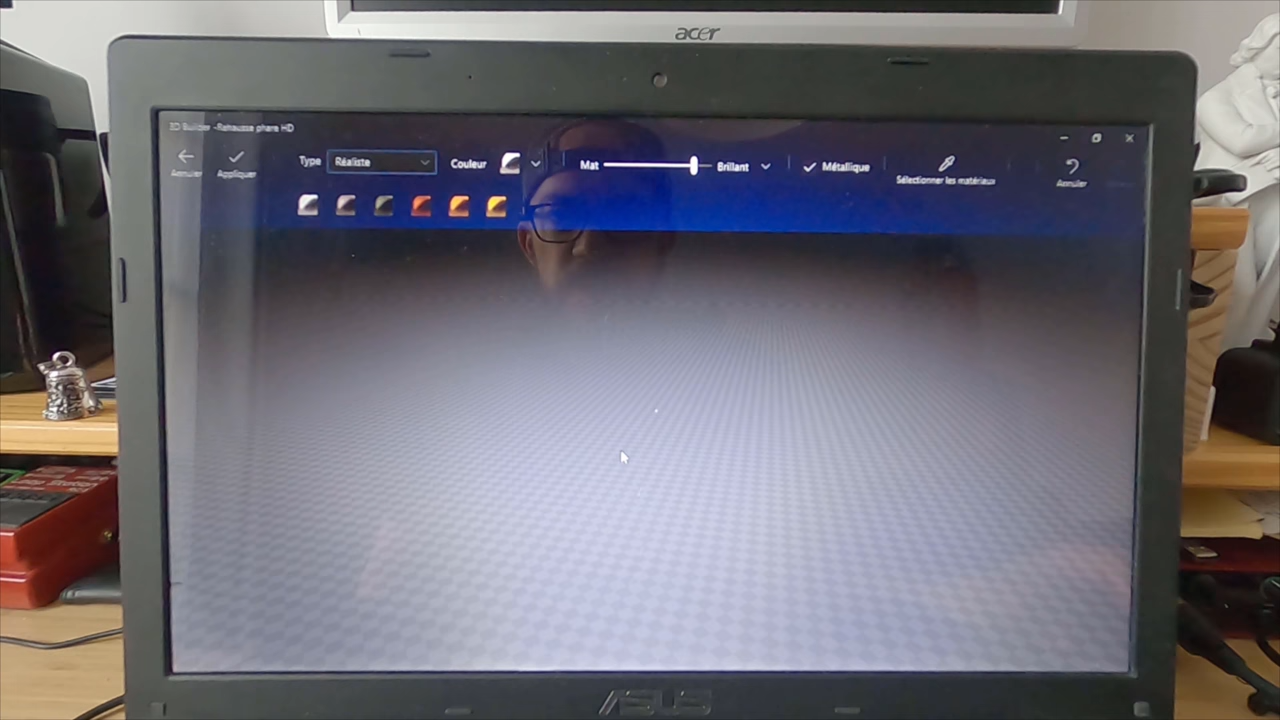 acer
3D Builder - Rehausse phare HD
Annuler
Appliquer
Type
Réaliste
Couleur
Mat
Brillant
Métallique
Sélectionner les matériaux
Annuler
ASUS